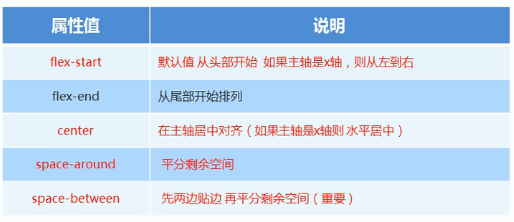 属性值 说明
flex-start 默认值 从头部开始 如果主轴是x轴，则从左到右
flex-end 从尾部开始排列
center 在主轴居中对齐（如果主轴是x轴则 水平居中）
space-around 平分剩余空间
space-between 先两边贴边 再平分剩余空间（重要）